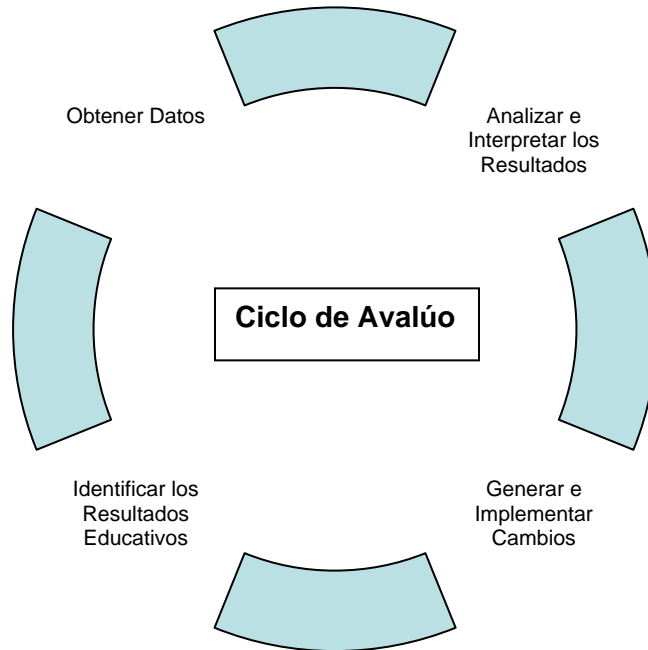 Obtener Datos
Analizar e
Interpretar los
Resultados
Ciclo de Avalúo
Identificar los
Resultados
Educativos
Generar e
Implementar
Cambios